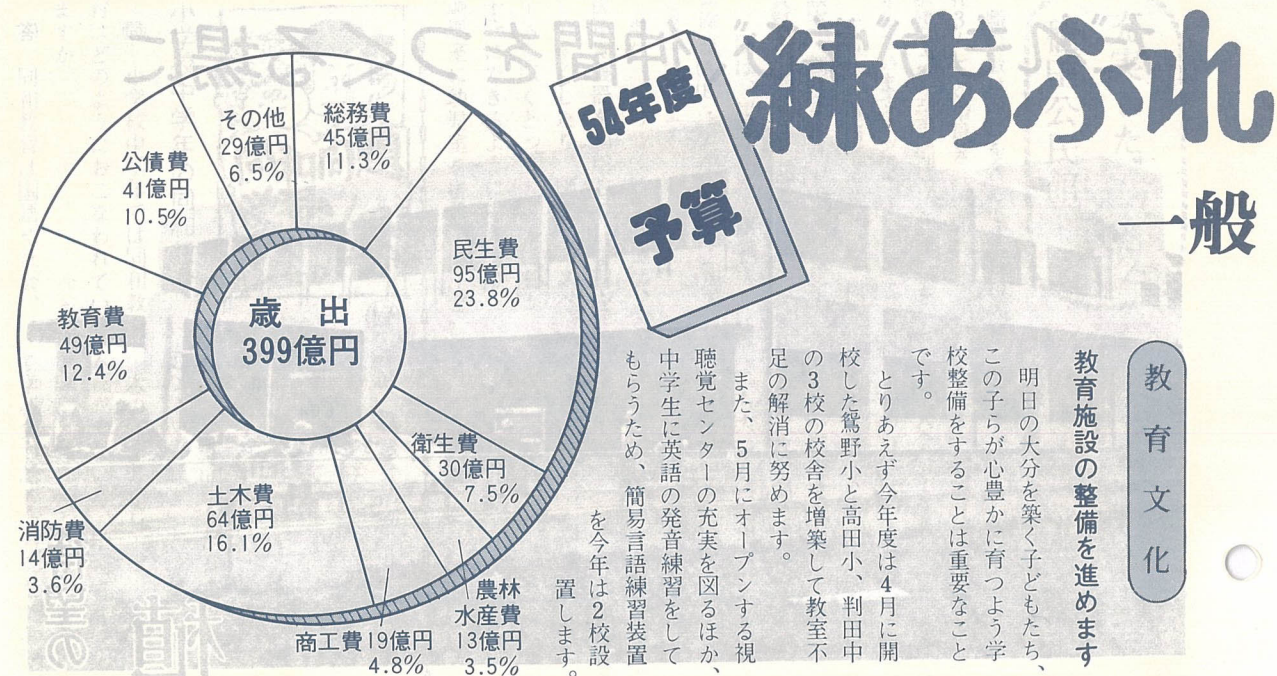 緑あふれ
一般
54年度
予算
歳出
399億円
総務費
45億円
11.3%
民生費
95億円
23.8%
衛生費
30億円
7.5%
農林
水産費
13億円
3.5%
商工費19億円
4.8%
土木費
64億円
16.1%
消防費
14億円
3.6%
教育費
49億円
12.4%
公債費
41億円
10.5%
その他
29億円
6.5%
教育文化
教育施設の整備を進めます
明日の大分を築く子どもたち、
この子らが心豊かに育つよう学
校整備をすることは重要なこと
です。
とりあえず今年度は4月に開
校した鴛野小と高田小、判田中
の3校の校舎を増築して教室不
足の解消に努めます。
また、5月にオープンする視
聴覚センターの充実を図るほか、
中学生に英語の発音練習をして
もらうため、簡易言語練習装置
を今年は2校設
置します。